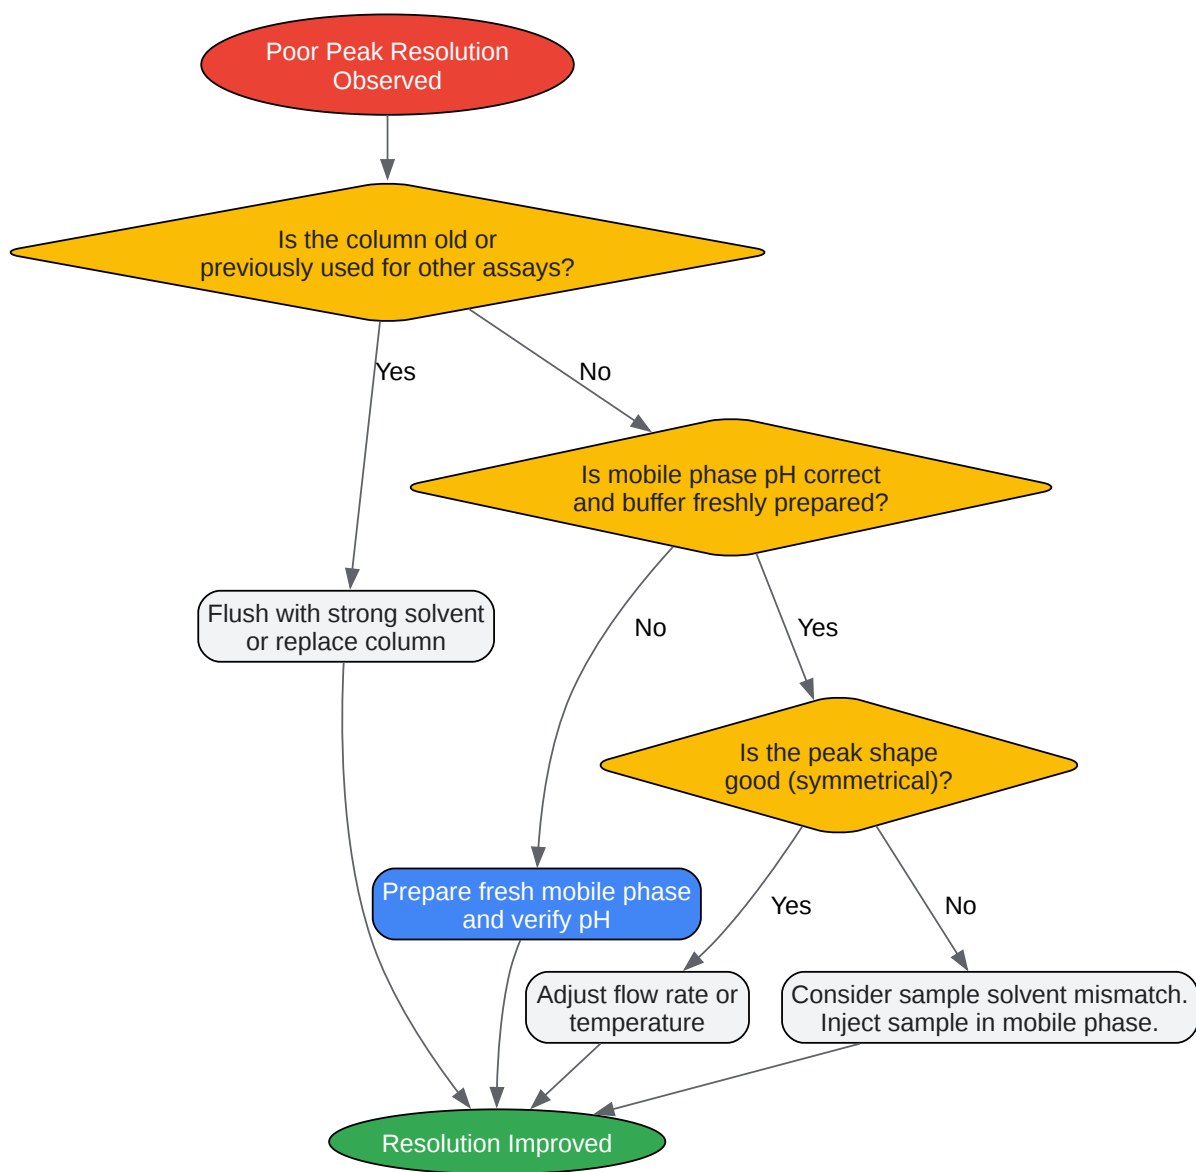 Poor Peak Resolution
Observed
Is the column old or
previously used for other assays?
Yes
No
Is mobile phase pH correct
and buffer freshly prepared?
Flush with strong solvent
or replace column
No
Yes
Is the peak shape
good (symmetrical)?
Prepare fresh mobile phase
and verify pH
Yes
No
Adjust flow rate or
temperature
Consider sample solvent mismatch.
Inject sample in mobile phase.
Resolution Improved